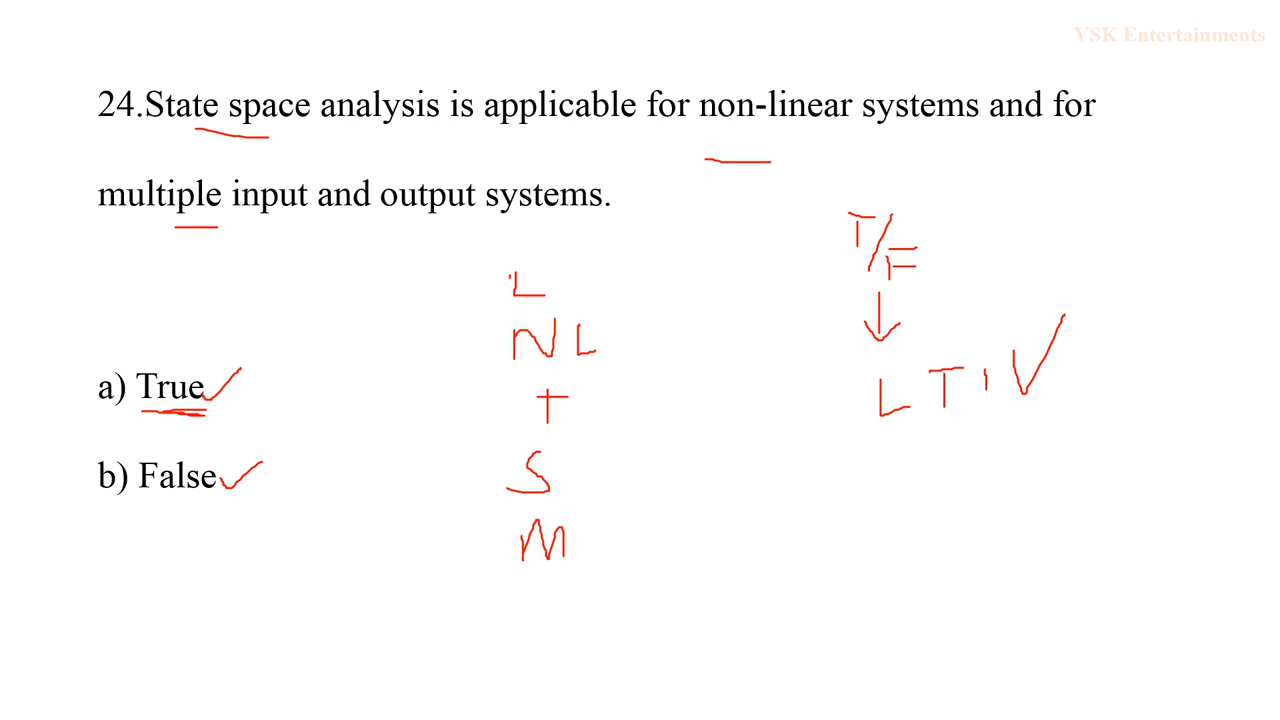 VSK Entertainments
24.State space analysis is applicable for non-linear systems and for
multiple input and output systems.
T/F
L
NL
LTIV
a) True
+
b) False
S
M